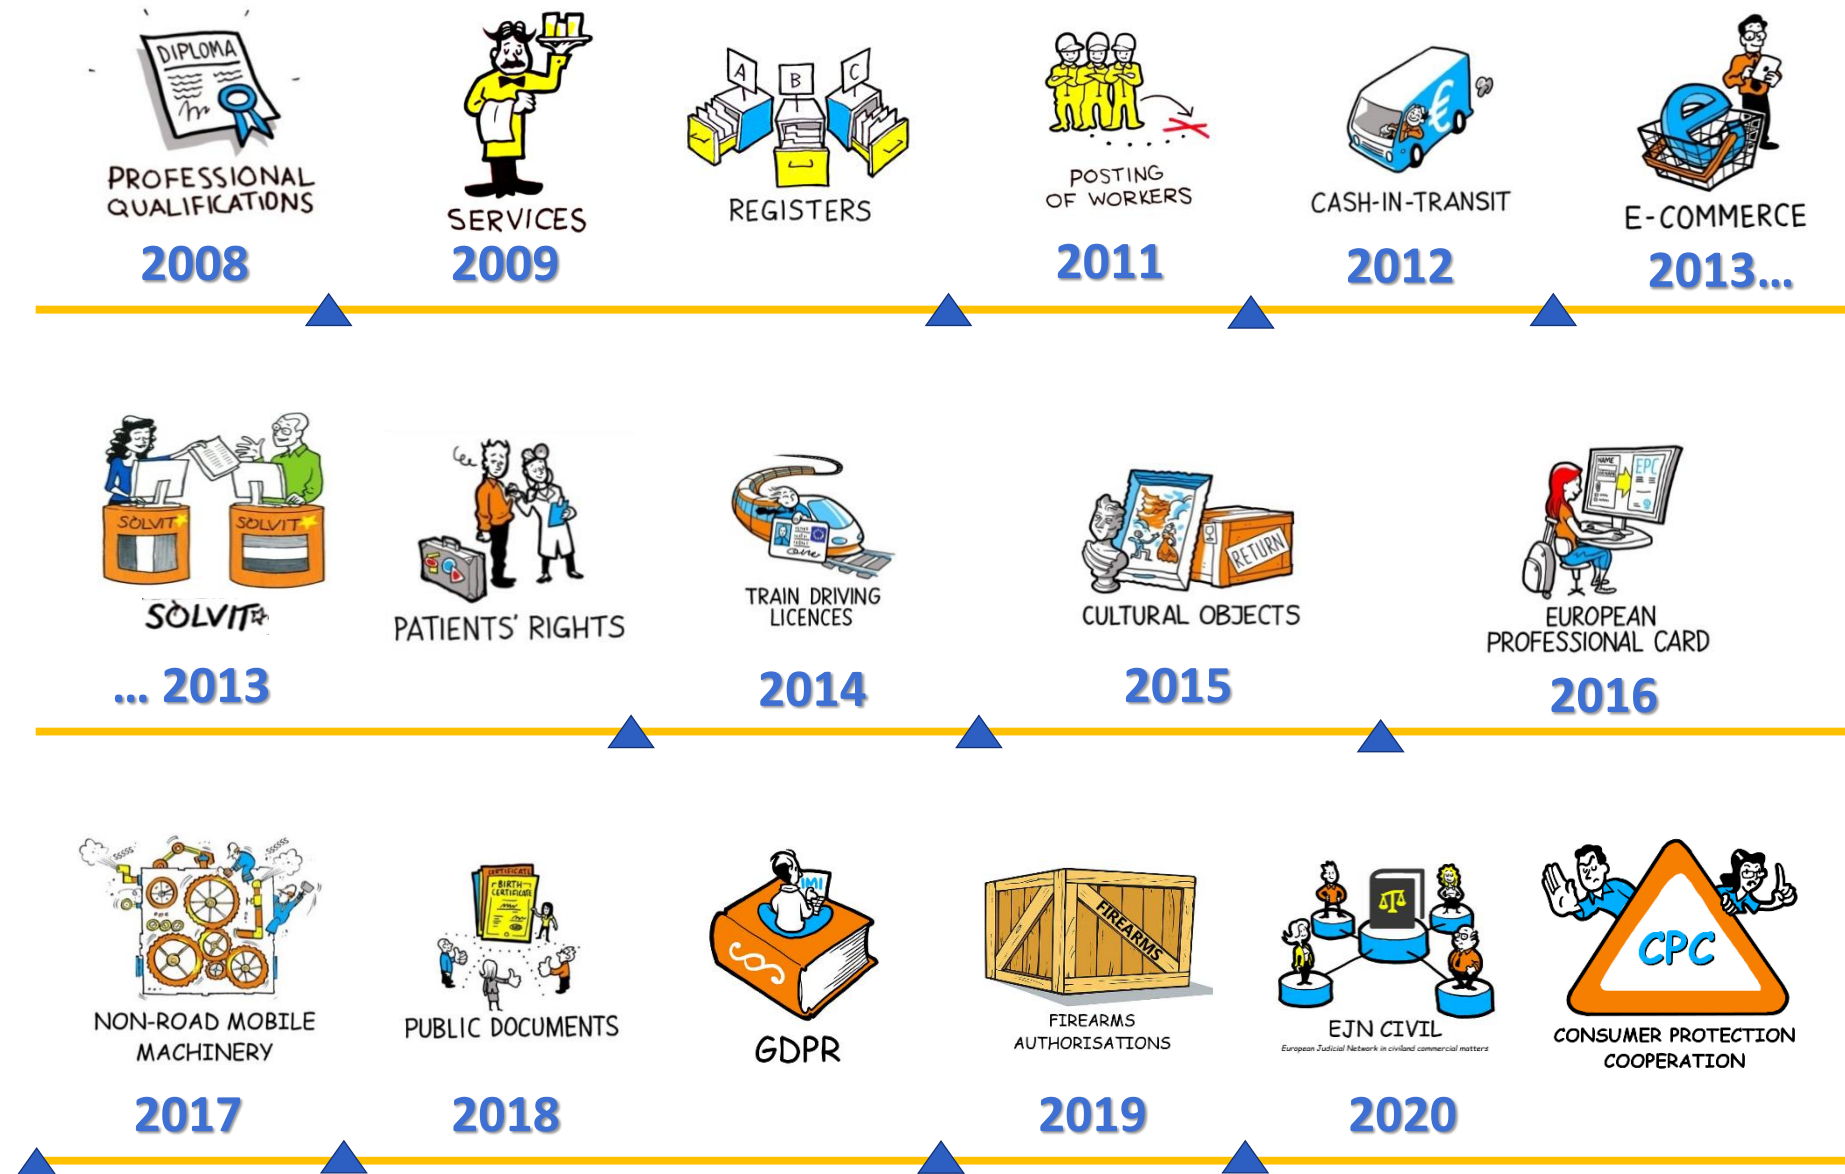 DIPLOMA
PROFESSIONAL
QUALIFICATIONS
2008
SERVICES
2009
A
B
C
REGISTERS
POSTING
OF WORKERS
2011
€
CASH-IN-TRANSIT
2012
e
E-COMMERCE
2013...
SOLVIT
SOLVIT
SOLVIT
... 2013
PATIENTS' RIGHTS
TRAIN DRIVING
LICENCES
2014
RETURN
CULTURAL OBJECTS
2015
NAME
EPC
EUROPEAN
PROFESSIONAL CARD
2016
NON-ROAD MOBILE
MACHINERY
2017
CERTIFICATE
BIRTH
CERTIFICATE
PUBLIC DOCUMENTS
2018
IMI
GDPR
FIREARMS
FIREARMS
AUTHORISATIONS
2019
EJN CIVIL
European Judicial Network in civiland commercial matters
2020
CPC
CONSUMER PROTECTION
COOPERATION